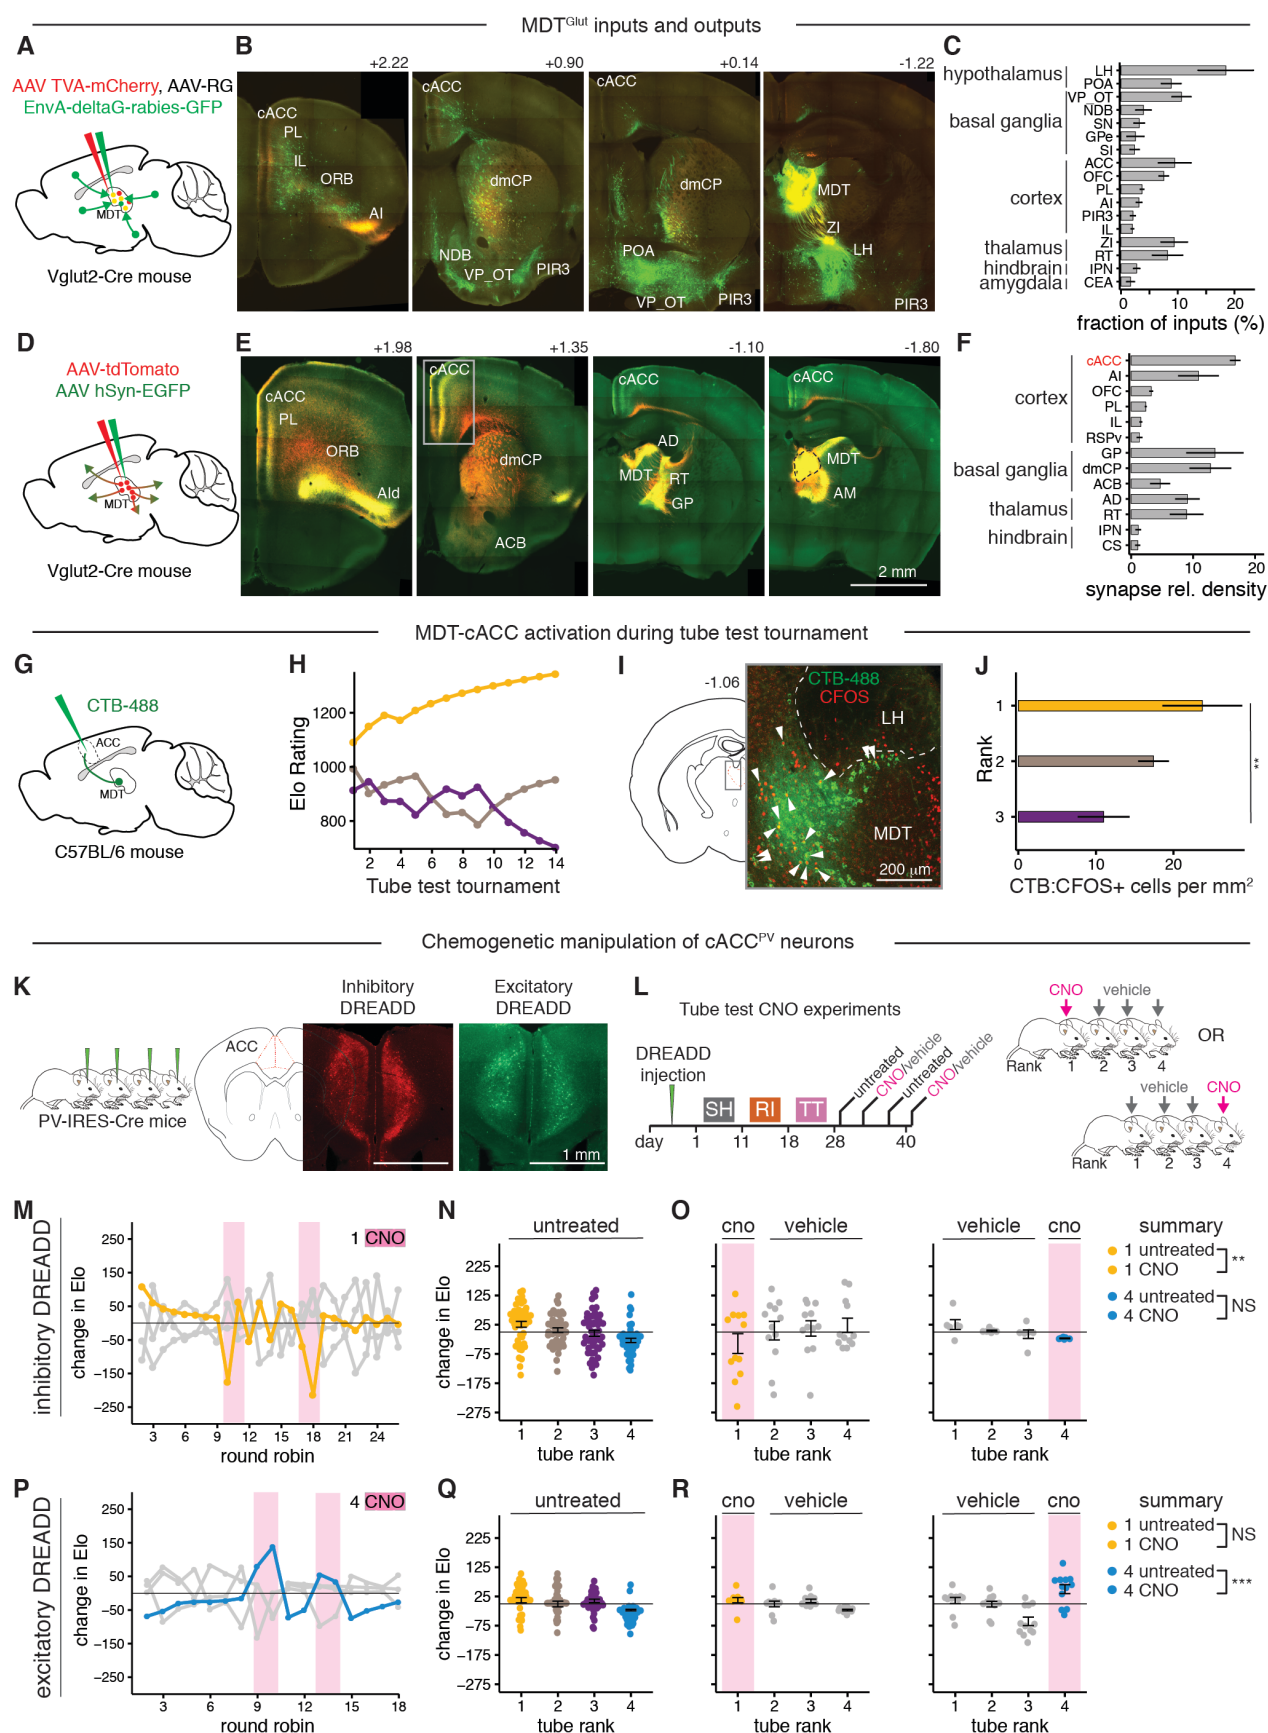 MDTGlut inputs and outputs
A
AAV TVA-mCherry, AAV-RG
EnvA-deltaG-rabies-GFP
MDT
Vglut2-Cre mouse
B
+2.22
cACC
PL
IL
ORB
AI
+0.90
cACC
dmCP
NDB
VP_OT
PIR3
+0.14
cACC
dmCP
POA
VP_OT
PIR3
-1.22
MDT
ZI
LH
PIR3
C
hypothalamus
LH
POA
basal ganglia
VP_OT
NDB
SN
GPe
SI
cortex
ACC
OFC
PL
AI
PIR3
IL
thalamus
ZI
RT
hindbrain
IPN
amygdala
CEA
0 10 20
fraction of inputs (%)
D
AAV-tdTomato
AAV hSyn-EGFP
MDT
Vglut2-Cre mouse
E
+1.98
cACC
PL
ORB
AId
+1.35
cACC
dmCP
ACB
-1.10
cACC
AD
MDT
RT
GP
-1.80
cACC
MDT
AM
2 mm
F
cortex
cACC
AI
OFC
PL
IL
RSPv
basal ganglia
GP
dmCP
ACB
thalamus
AD
RT
hindbrain
IPN
CS
0 10 20
synapse rel. density
MDT-cACC activation during tube test tournament
G
CTB-488
ACC
MDT
C57BL/6 mouse
H
Elo Rating
1200
1000
800
2 4 6 8 10 12 14
Tube test tournament
I
-1.06
CTB-488
CFOS
LH
MDT
200 µm
J
Rank
1
2
3
**
0 10 20
CTB:CFOS+ cells per mm2
Chemogenetic manipulation of cACCPV neurons
K
PV-IRES-Cre mice
ACC
Inhibitory
DREADD
Excitatory
DREADD
1 mm
L
Tube test CNO experiments
DREADD
injection
SH RI TT
untreated
CNO/vehicle
untreated
CNO/vehicle
day 1 11 18 28 40
CNO vehicle
Rank 1 2 3 4
OR
vehicle CNO
Rank 1 2 3 4
M
inhibitory DREADD
change in Elo
250
150
50
−50
−150
−250
1 CNO
3 6 9 12 15 18 21 24
round robin
N
untreated
change in Elo
225
125
25
−75
−175
−275
1 2 3 4
tube rank
O
cno vehicle
225
125
25
−75
−175
−275
1 2 3 4
tube rank
vehicle cno
1 2 3 4
tube rank
summary
1 untreated
1 CNO
**
4 untreated
4 CNO
NS
P
excitatory DREADD
change in Elo
250
150
50
−50
−150
−250
4 CNO
3 6 9 12 15 18
round robin
Q
untreated
change in Elo
225
125
25
−75
−175
−275
1 2 3 4
tube rank
R
cno vehicle
225
125
25
−75
−175
−275
1 2 3 4
tube rank
vehicle cno
1 2 3 4
tube rank
summary
1 untreated
1 CNO
NS
4 untreated
4 CNO
***